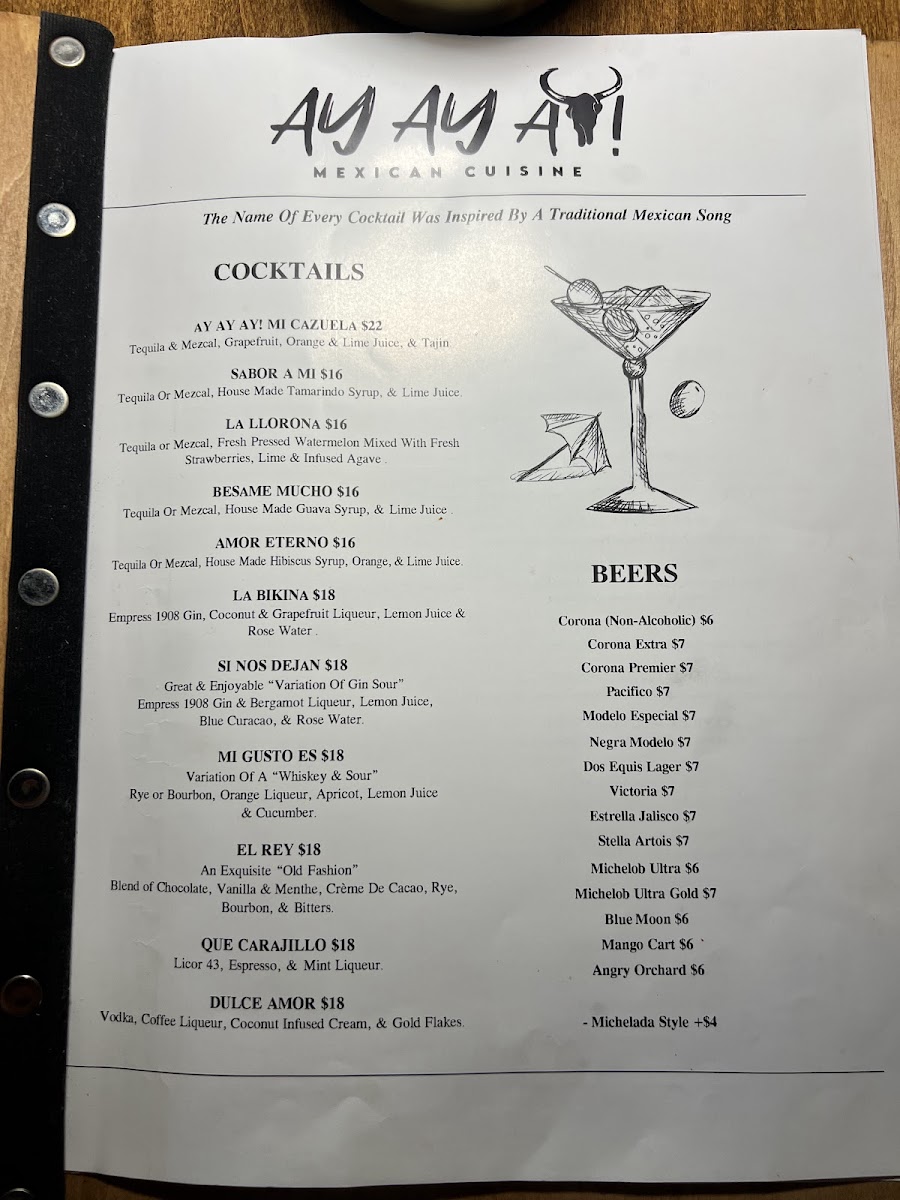 AY AY AY!
MEXICAN CUISINE
The Name Of Every Cocktail Was Inspired By A Traditional Mexican Song
COCKTAILS
AY AY AY! MI CAZUELA $22
Tequila & Mezcal, Grapefruit, Orange & Lime Juice, & Tajin
SABOR A MI $16
Tequila Or Mezcal, House Made Tamarindo Syrup, & Lime Juice.
LA LLORONA $16
Tequila or Mezcal, Fresh Pressed Watermelon Mixed With Fresh
Strawberries, Lime & Infused Agave .
BESAME MUCHO $16
Tequila Or Mezcal, House Made Guava Syrup, & Lime Juice .
AMOR ETERNO $16
Tequila Or Mezcal, House Made Hibiscus Syrup, Orange, & Lime Juice.
LA BIKINA $18
Empress 1908 Gin, Coconut & Grapefruit Liqueur, Lemon Juice &
Rose Water .
SI NOS DEJAN $18
Great & Enjoyable “Variation Of Gin Sour”
Empress 1908 Gin & Bergamot Liqueur, Lemon Juice,
Blue Curacao, & Rose Water.
MI GUSTO ES $18
Variation Of A “Whiskey & Sour”
Rye or Bourbon, Orange Liqueur, Apricot, Lemon Juice
& Cucumber.
EL REY $18
An Exquisite “Old Fashion”
Blend of Chocolate, Vanilla & Menthe, Crème De Cacao, Rye,
Bourbon, & Bitters.
QUE CARAJILLO $18
Licor 43, Espresso, & Mint Liqueur.
DULCE AMOR $18
Vodka, Coffee Liqueur, Coconut Infused Cream, & Gold Flakes.
BEERS
Corona (Non-Alcoholic) $6
Corona Extra $7
Corona Premier $7
Pacifico $7
Modelo Especial $7
Negra Modelo $7
Dos Equis Lager $7
Victoria $7
Estrella Jalisco $7
Stella Artois $7
Michelob Ultra $6
Michelob Ultra Gold $7
Blue Moon $6
Mango Cart $6
Angry Orchard $6
- Michelada Style +$4